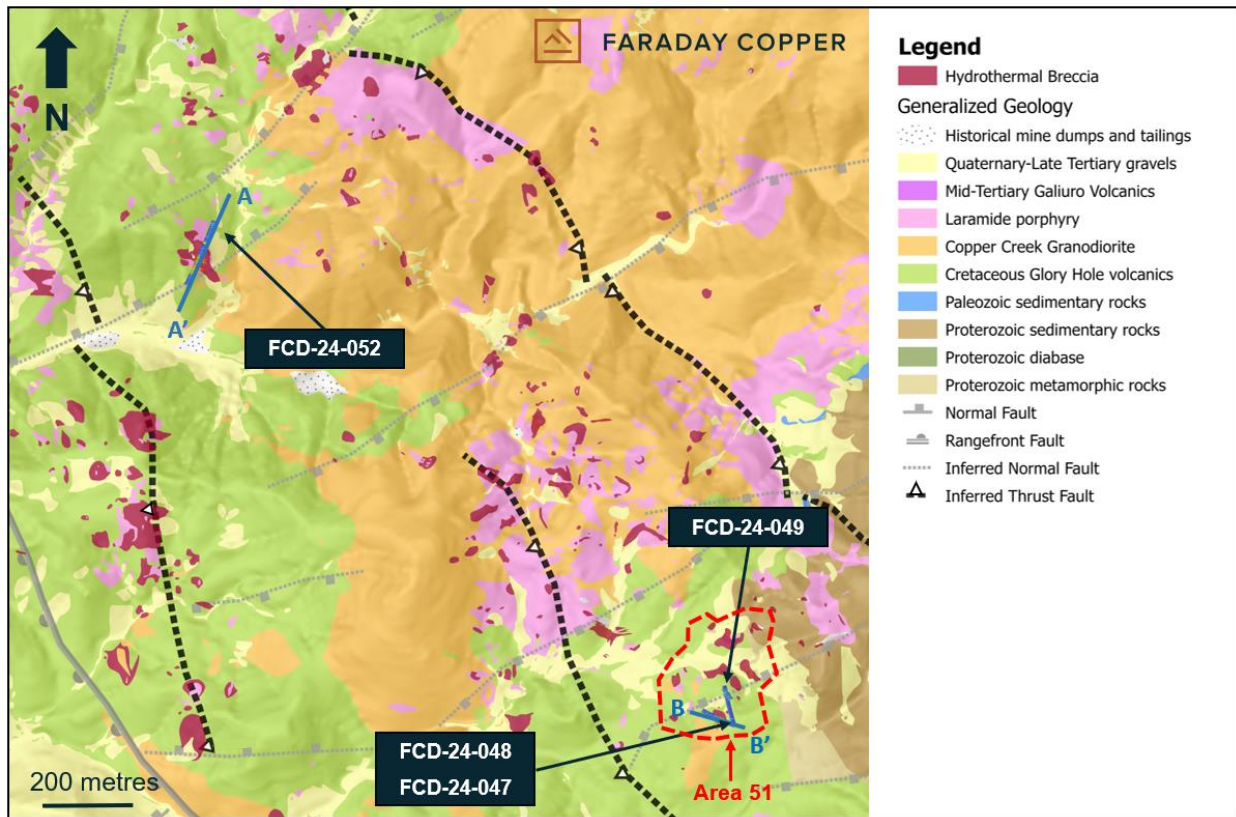 FARADAY COPPER
N
A
A'
FCD-24-052
FCD-24-049
B
B'
FCD-24-048
FCD-24-047
Area 51
200 metres
Legend
Hydrothermal Breccia
Generalized Geology
Historical mine dumps and tailings
Quaternary-Late Tertiary gravels
Mid-Tertiary Galiuro Volcanics
Laramide porphyry
Copper Creek Granodiorite
Cretaceous Glory Hole volcanics
Paleozoic sedimentary rocks
Proterozoic sedimentary rocks
Proterozoic diabase
Proterozoic metamorphic rocks
Normal Fault
Rangefront Fault
Inferred Normal Fault
Inferred Thrust Fault